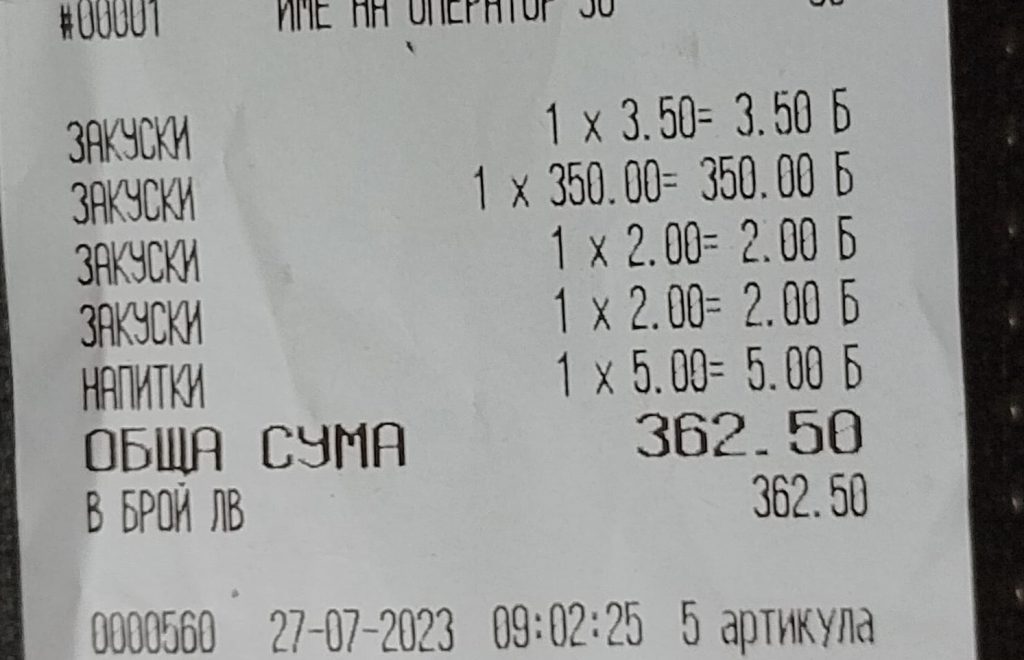 #00001 ИМЕ НА ОПЕРАТОР 30
ЗАКУСКИ 1 x 3.50= 3.50 Б
ЗАКУСКИ 1 x 350.00= 350.00 Б
ЗАКУСКИ 1 x 2.00= 2.00 Б
ЗАКУСКИ 1 x 2.00= 2.00 Б
НАПИТКИ 1 x 5.00= 5.00 Б
ОБЩА СУМА 362.50
В БРОЙ ЛВ 362.50
0000560 27-07-2023 09:02:25 5 артикула